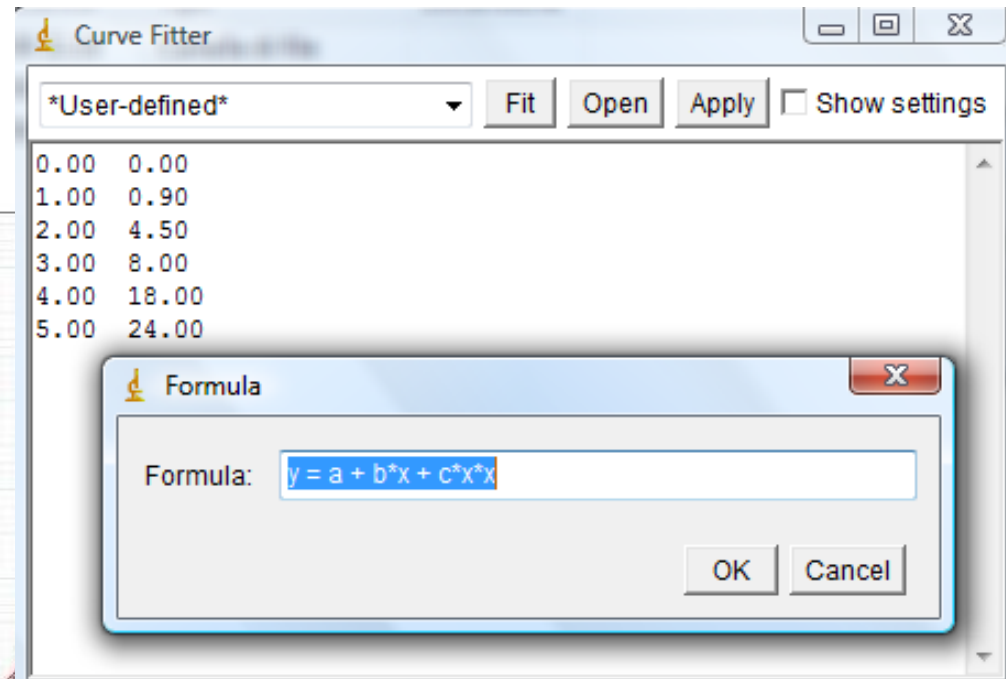 Curve Fitter
*User-defined* Fit Open Apply Show settings
0.00 0.00
1.00 0.90
2.00 4.50
3.00 8.00
4.00 18.00
5.00 24.00
Formula
Formula: y = a + b*x + c*x*x
OK Cancel